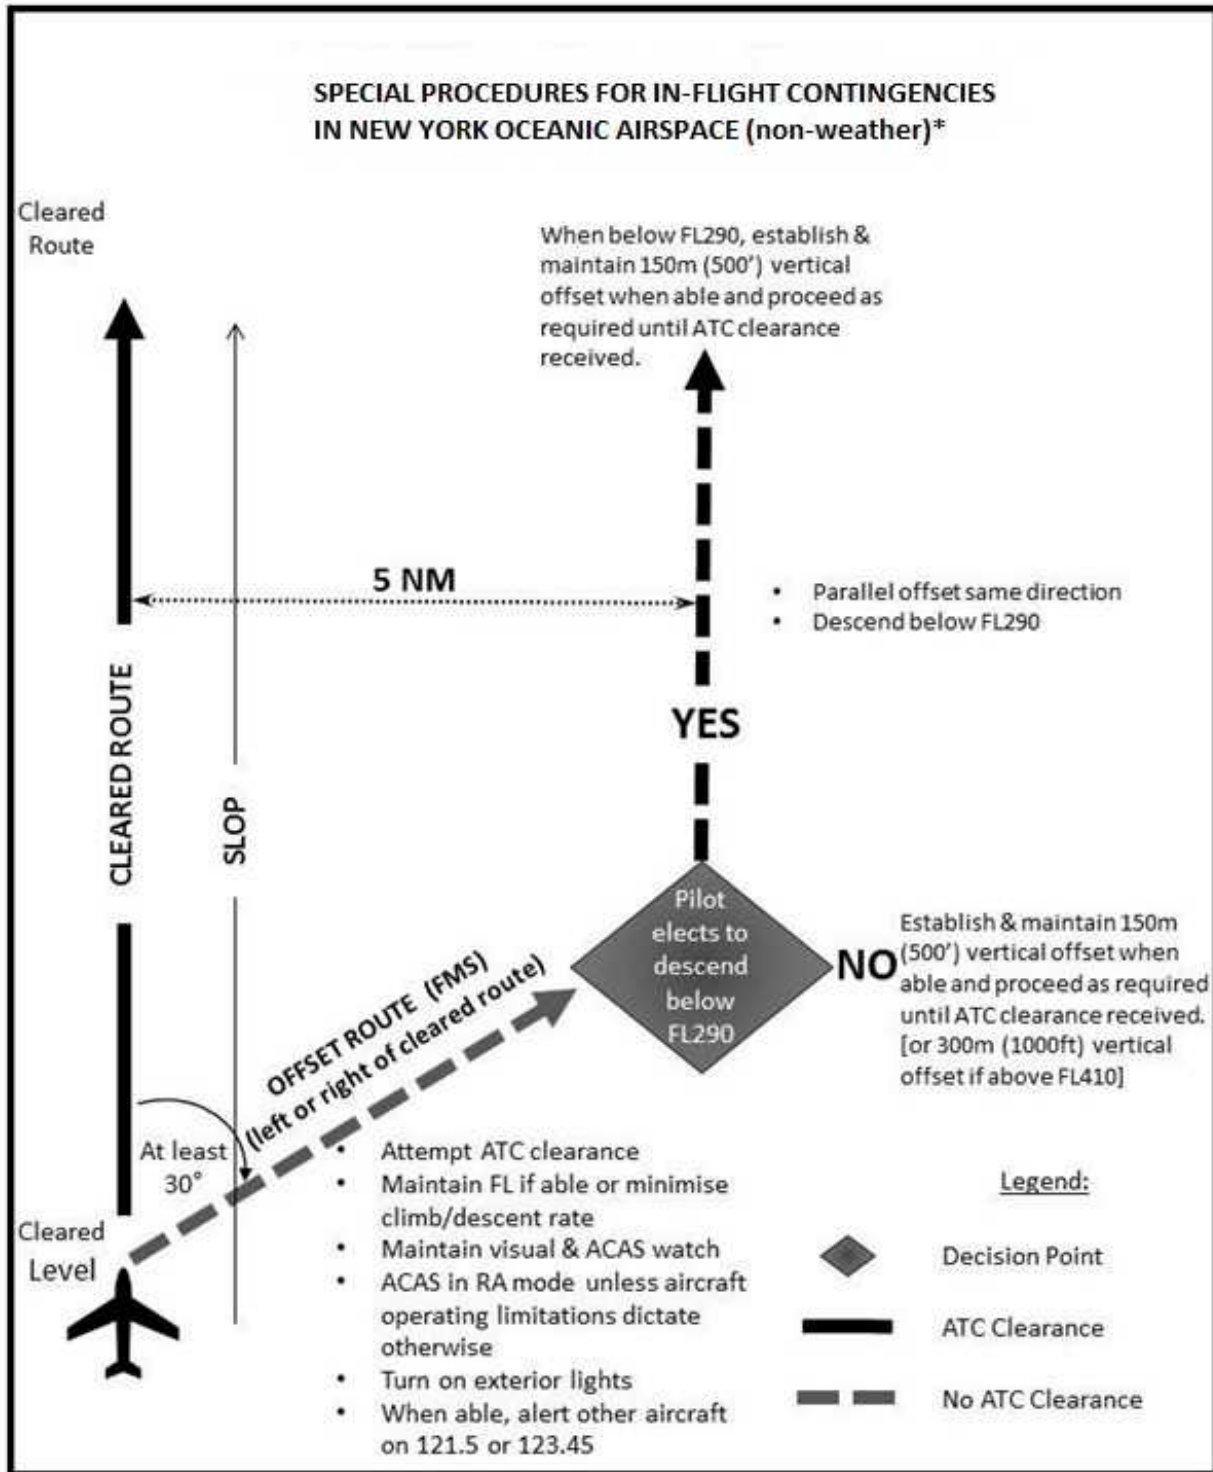 SPECIAL PROCEDURES FOR IN-FLIGHT CONTINGENCIES
IN NEW YORK OCEANIC AIRSPACE (non-weather)*
Cleared
Route
When below FL290, establish &
maintain 150m (500') vertical
offset when able and proceed as
required until ATC clearance
received.
5 NM
• Parallel offset same direction
• Descend below FL290
CLEARED ROUTE
SLOP
YES
Pilot
elects to
descend
below
FL290
NO
Establish & maintain 150m
(500') vertical offset when
able and proceed as required
until ATC clearance received.
[or 300m (1000ft) vertical
offset if above FL410]
OFFSET ROUTE (FMS)
(left or right of cleared route)
At least
30°
Cleared
Level
• Attempt ATC clearance
• Maintain FL if able or minimise
climb/descent rate
• Maintain visual & ACAS watch
• ACAS in RA mode unless aircraft
operating limitations dictate
otherwise
• Turn on exterior lights
• When able, alert other aircraft
on 121.5 or 123.45
Legend:
Decision Point
ATC Clearance
No ATC Clearance